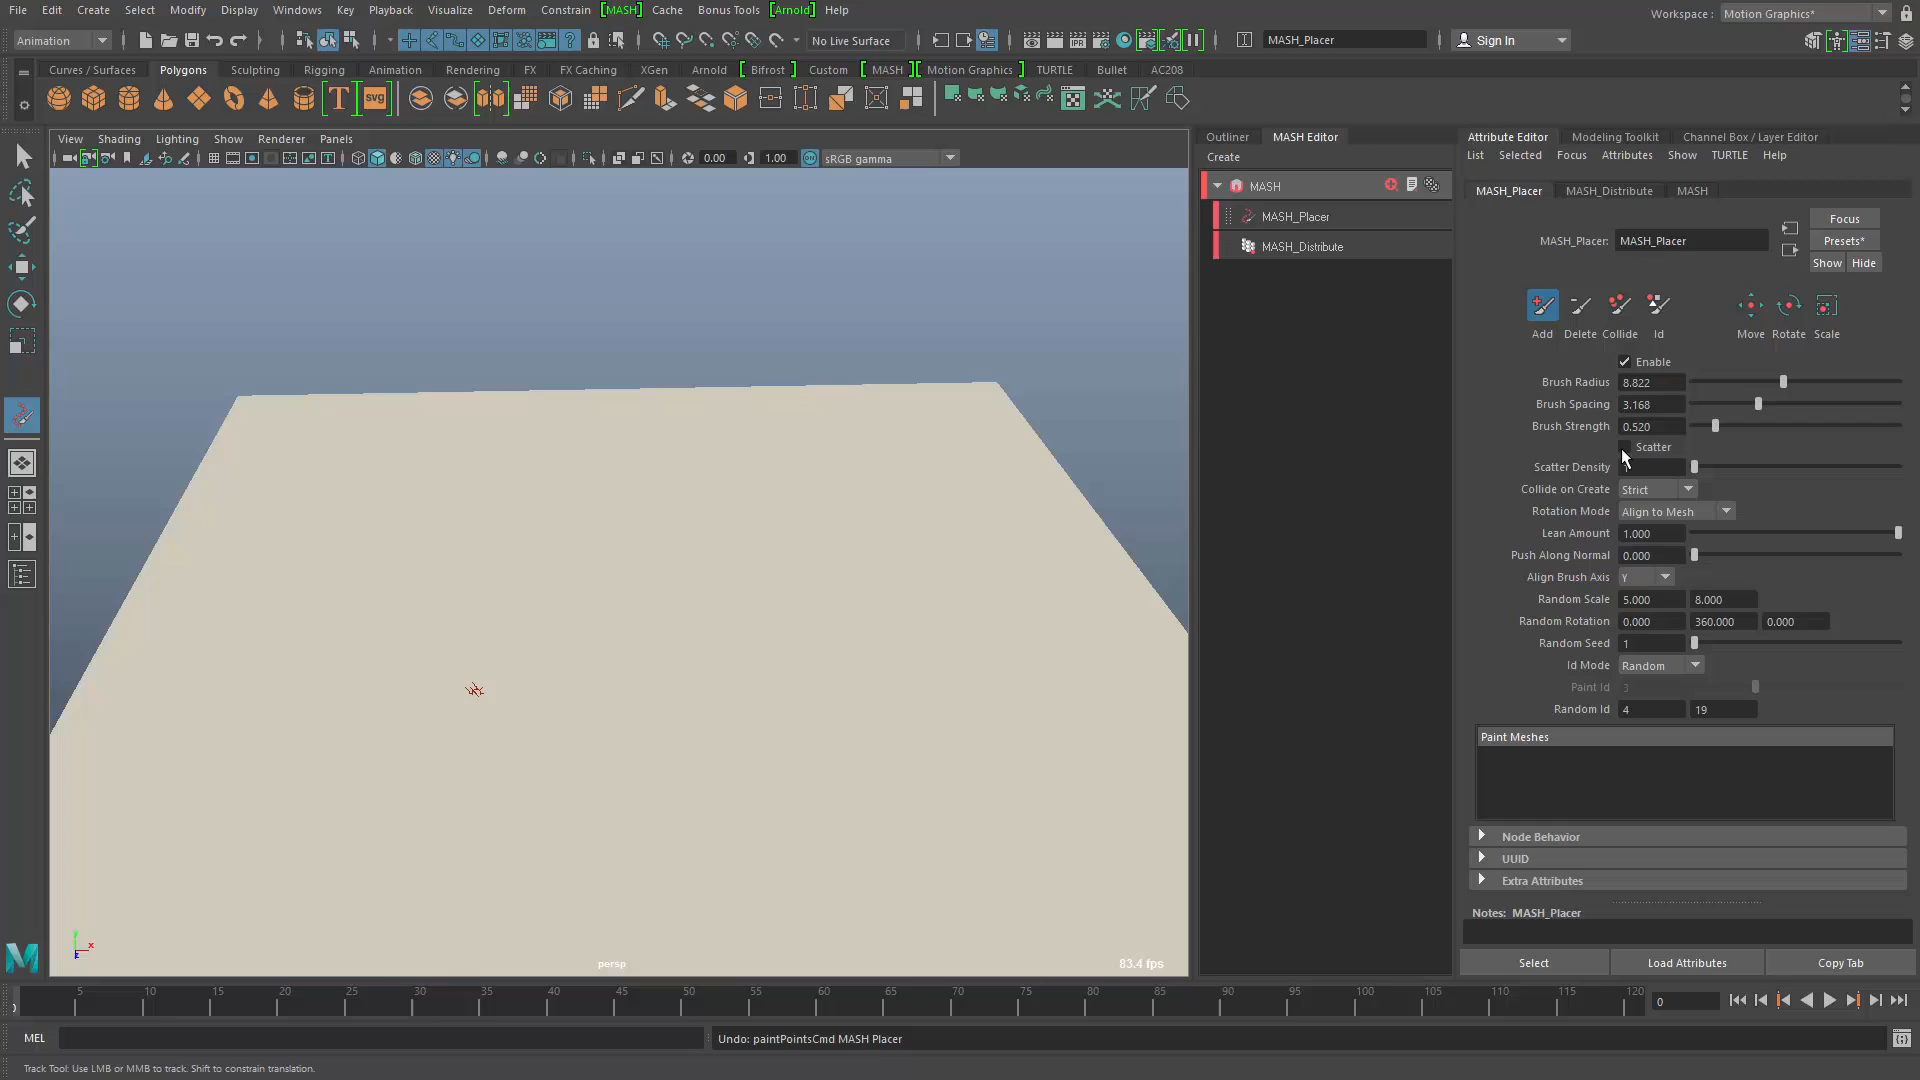 File Edit Create Select Modify Display Windows Key Playback Visualize Deform Constrain [MASH] Cache Bonus Tools [Arnold] Help
Workspace : Motion Graphics*
Animation
No Live Surface
MASH_Placer
Sign In
Curves / Surfaces Polygons Sculpting Rigging Animation Rendering FX FX Caching XGen Arnold [ Bifrost ] Custom [ MASH ] [ Motion Graphics ] TURTLE Bullet AC208
T svg
View Shading Lighting Show Renderer Panels
0.00 1.00 sRGB gamma
Outliner MASH Editor
Create
MASH
MASH_Placer
MASH_Distribute
Attribute Editor Modeling Toolkit Channel Box / Layer Editor
List Selected Focus Attributes Show TURTLE Help
MASH_Placer MASH_Distribute MASH
Focus
MASH_Placer: MASH_Placer
Presets*
Show Hide
Add Delete Collide Id Move Rotate Scale
Enable
Brush Radius 8.822
Brush Spacing 3.168
Brush Strength 0.520
Scatter
Scatter Density
Collide on Create Strict
Rotation Mode Align to Mesh
Lean Amount 1.000
Push Along Normal 0.000
Align Brush Axis Y
Random Scale 5.000 8.000
Random Rotation 0.000 360.000 0.000
Random Seed 1
Id Mode Random
Paint Id 3
Random Id 4 19
Paint Meshes
Node Behavior
UUID
Extra Attributes
Notes: MASH_Placer
Select Load Attributes Copy Tab
y x z
persp
83.4 fps
5 10 15 20 25 30 35 40 45 50 55 60 65 70 75 80 85 90 95 100 105 110 115 120
0
MEL
Undo: paintPointsCmd MASH Placer
Track Tool: Use LMB or MMB to track. Shift to constrain translation.